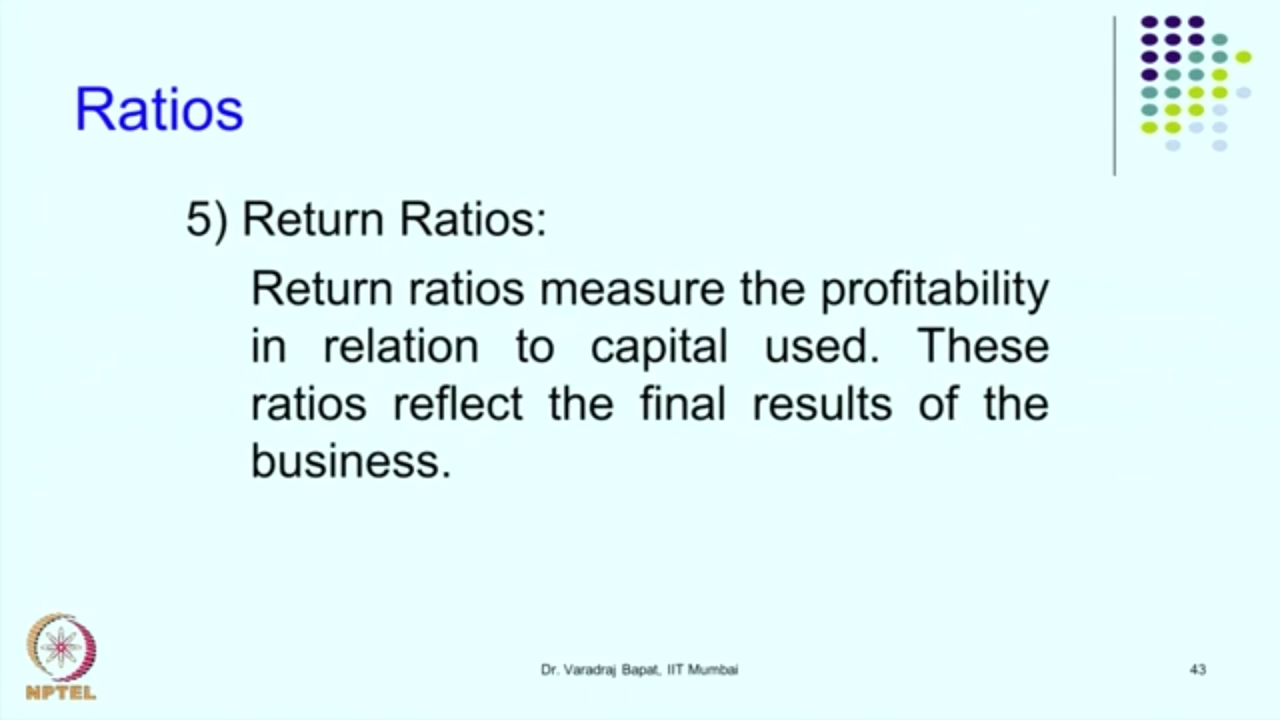 Ratios
5) Return Ratios:
Return ratios measure the profitability
in relation to capital used. These
ratios reflect the final results of the
business.
NPTEL
Dr. Varadraj Bapat, IIT Mumbai
43